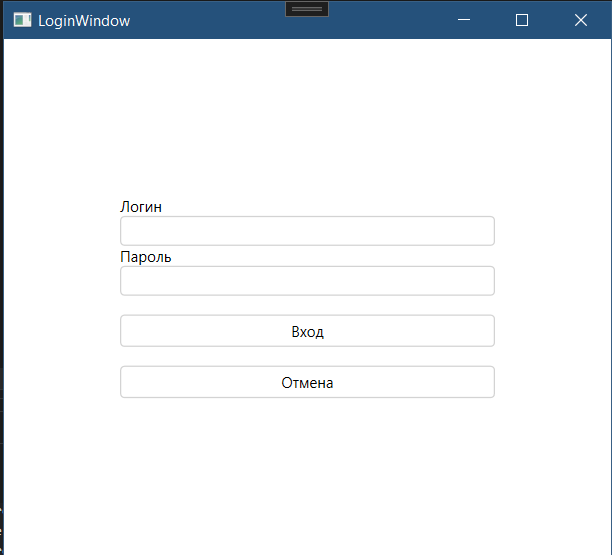 LoginWindow
Логин
Пароль
Вход
Отмена